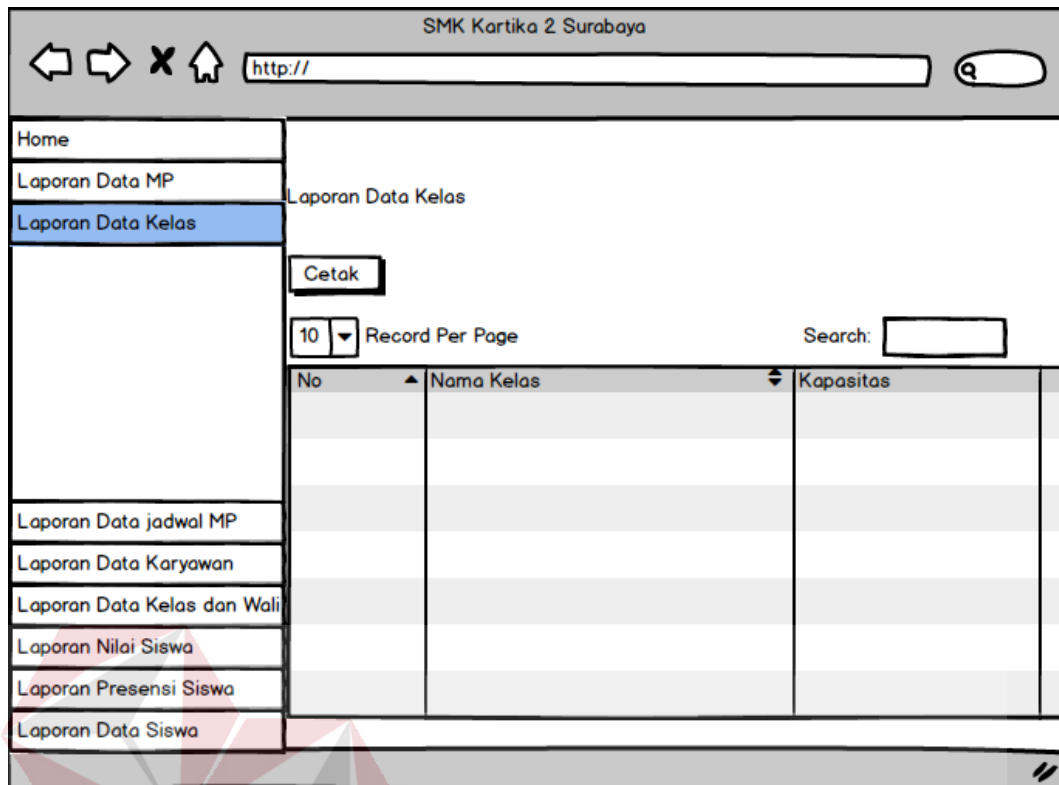 SMK Kartika 2 Surabaya
http://
Home
Laporan Data MP
Laporan Data Kelas
Laporan Data jadwal MP
Laporan Data Karyawan
Laporan Data Kelas dan Wali
Laporan Nilai Siswa
Laporan Presensi Siswa
Laporan Data Siswa
Laporan Data Kelas
Cetak
10 Record Per Page Search:
No Nama Kelas Kapasitas